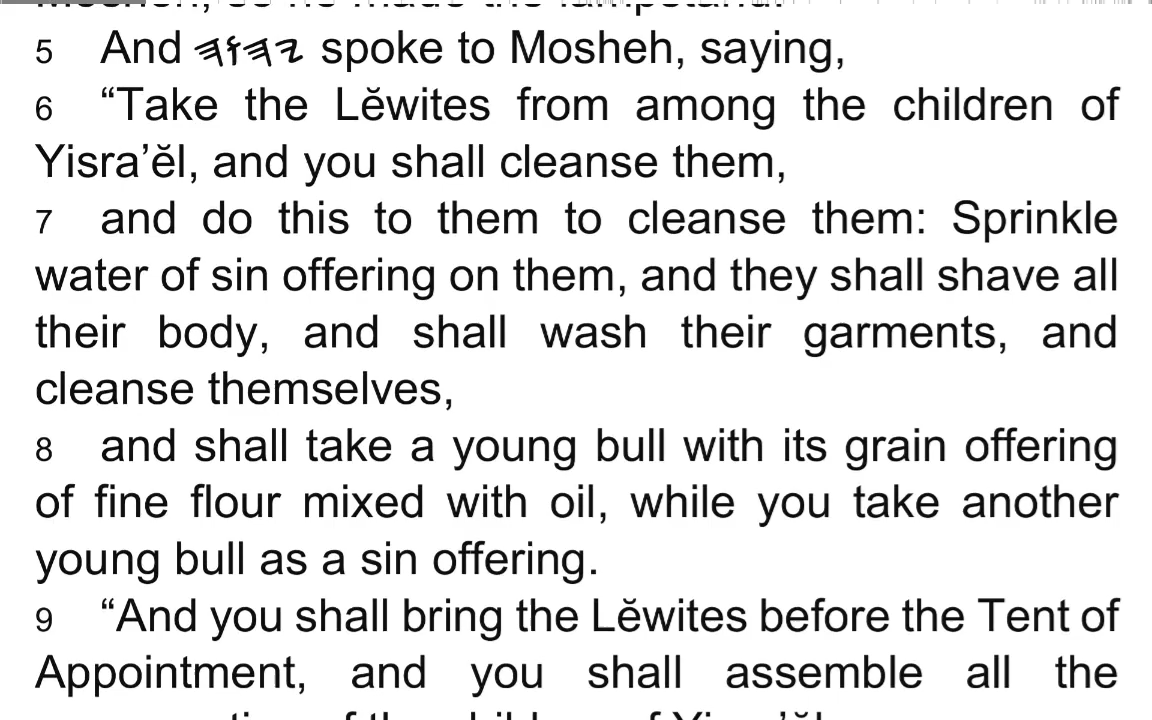 5 And 𐤉𐤄𐤅𐤄 spoke to Mosheh, saying,
6 “Take the Lĕwites from among the children of
Yisra’ĕl, and you shall cleanse them,
7 and do this to them to cleanse them: Sprinkle
water of sin offering on them, and they shall shave all
their body, and shall wash their garments, and
cleanse themselves,
8 and shall take a young bull with its grain offering
of fine flour mixed with oil, while you take another
young bull as a sin offering.
9 “And you shall bring the Lĕwites before the Tent of
Appointment, and you shall assemble all the